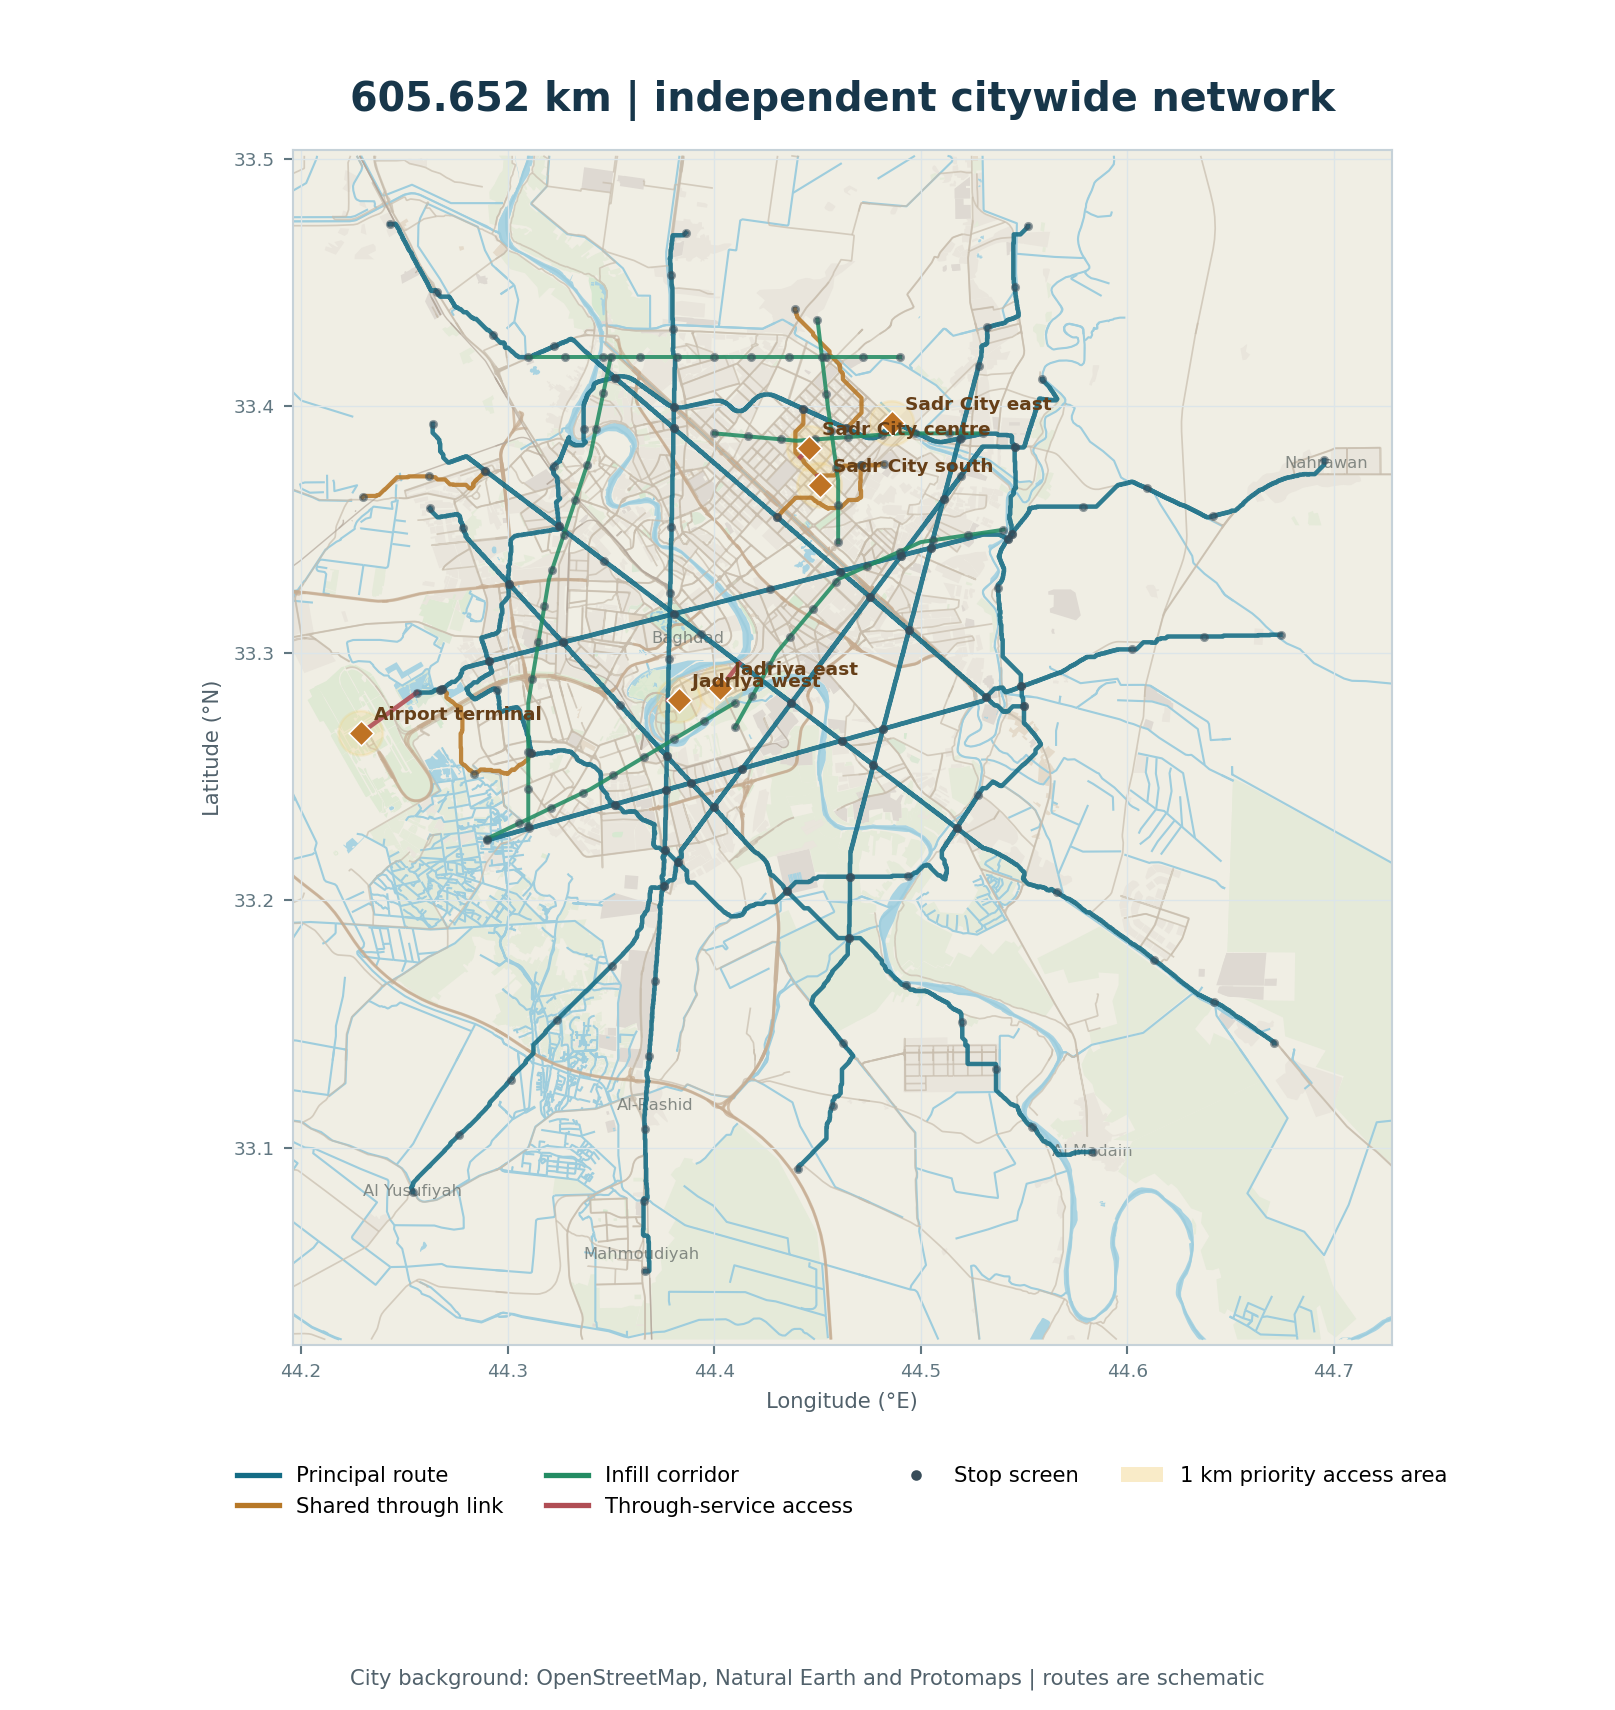 605.652 km | independent citywide network
33.5
33.4
33.3
33.2
33.1
Latitude (°N)
Sadr City east
Sadr City centre
Sadr City south
Nahrawan
Baghdad
Jadriya east
Jadriya west
Airport terminal
Al-Rashid
Al Madain
Al Yusufiyah
Mahmoudiyah
44.2
44.3
44.4
44.5
44.6
44.7
Longitude (°E)
Principal route
Infill corridor
Stop screen
1 km priority access area
Shared through link
Through-service access
City background: OpenStreetMap, Natural Earth and Protomaps | routes are schematic